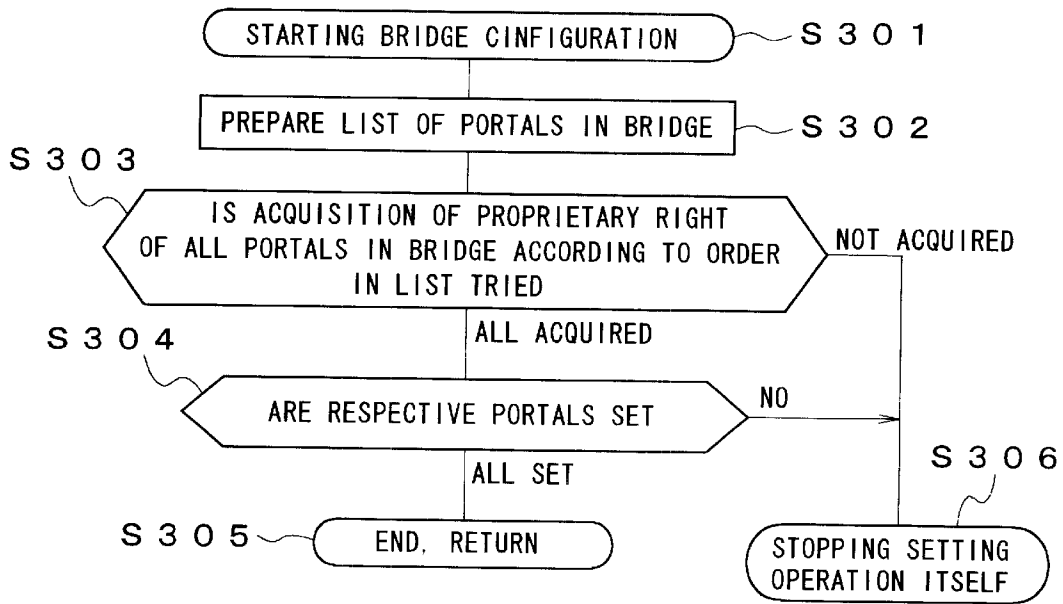 STARTING BRIDGE CINFIGURATION
S301
PREPARE LIST OF PORTALS IN BRIDGE
S302
S303
IS ACQUISITION OF PROPRIETARY RIGHT
OF ALL PORTALS IN BRIDGE ACCORDING TO ORDER
IN LIST TRIED
NOT ACQUIRED
ALL ACQUIRED
S304
ARE RESPECTIVE PORTALS SET
NO
ALL SET
S305
END, RETURN
S306
STOPPING SETTING
OPERATION ITSELF